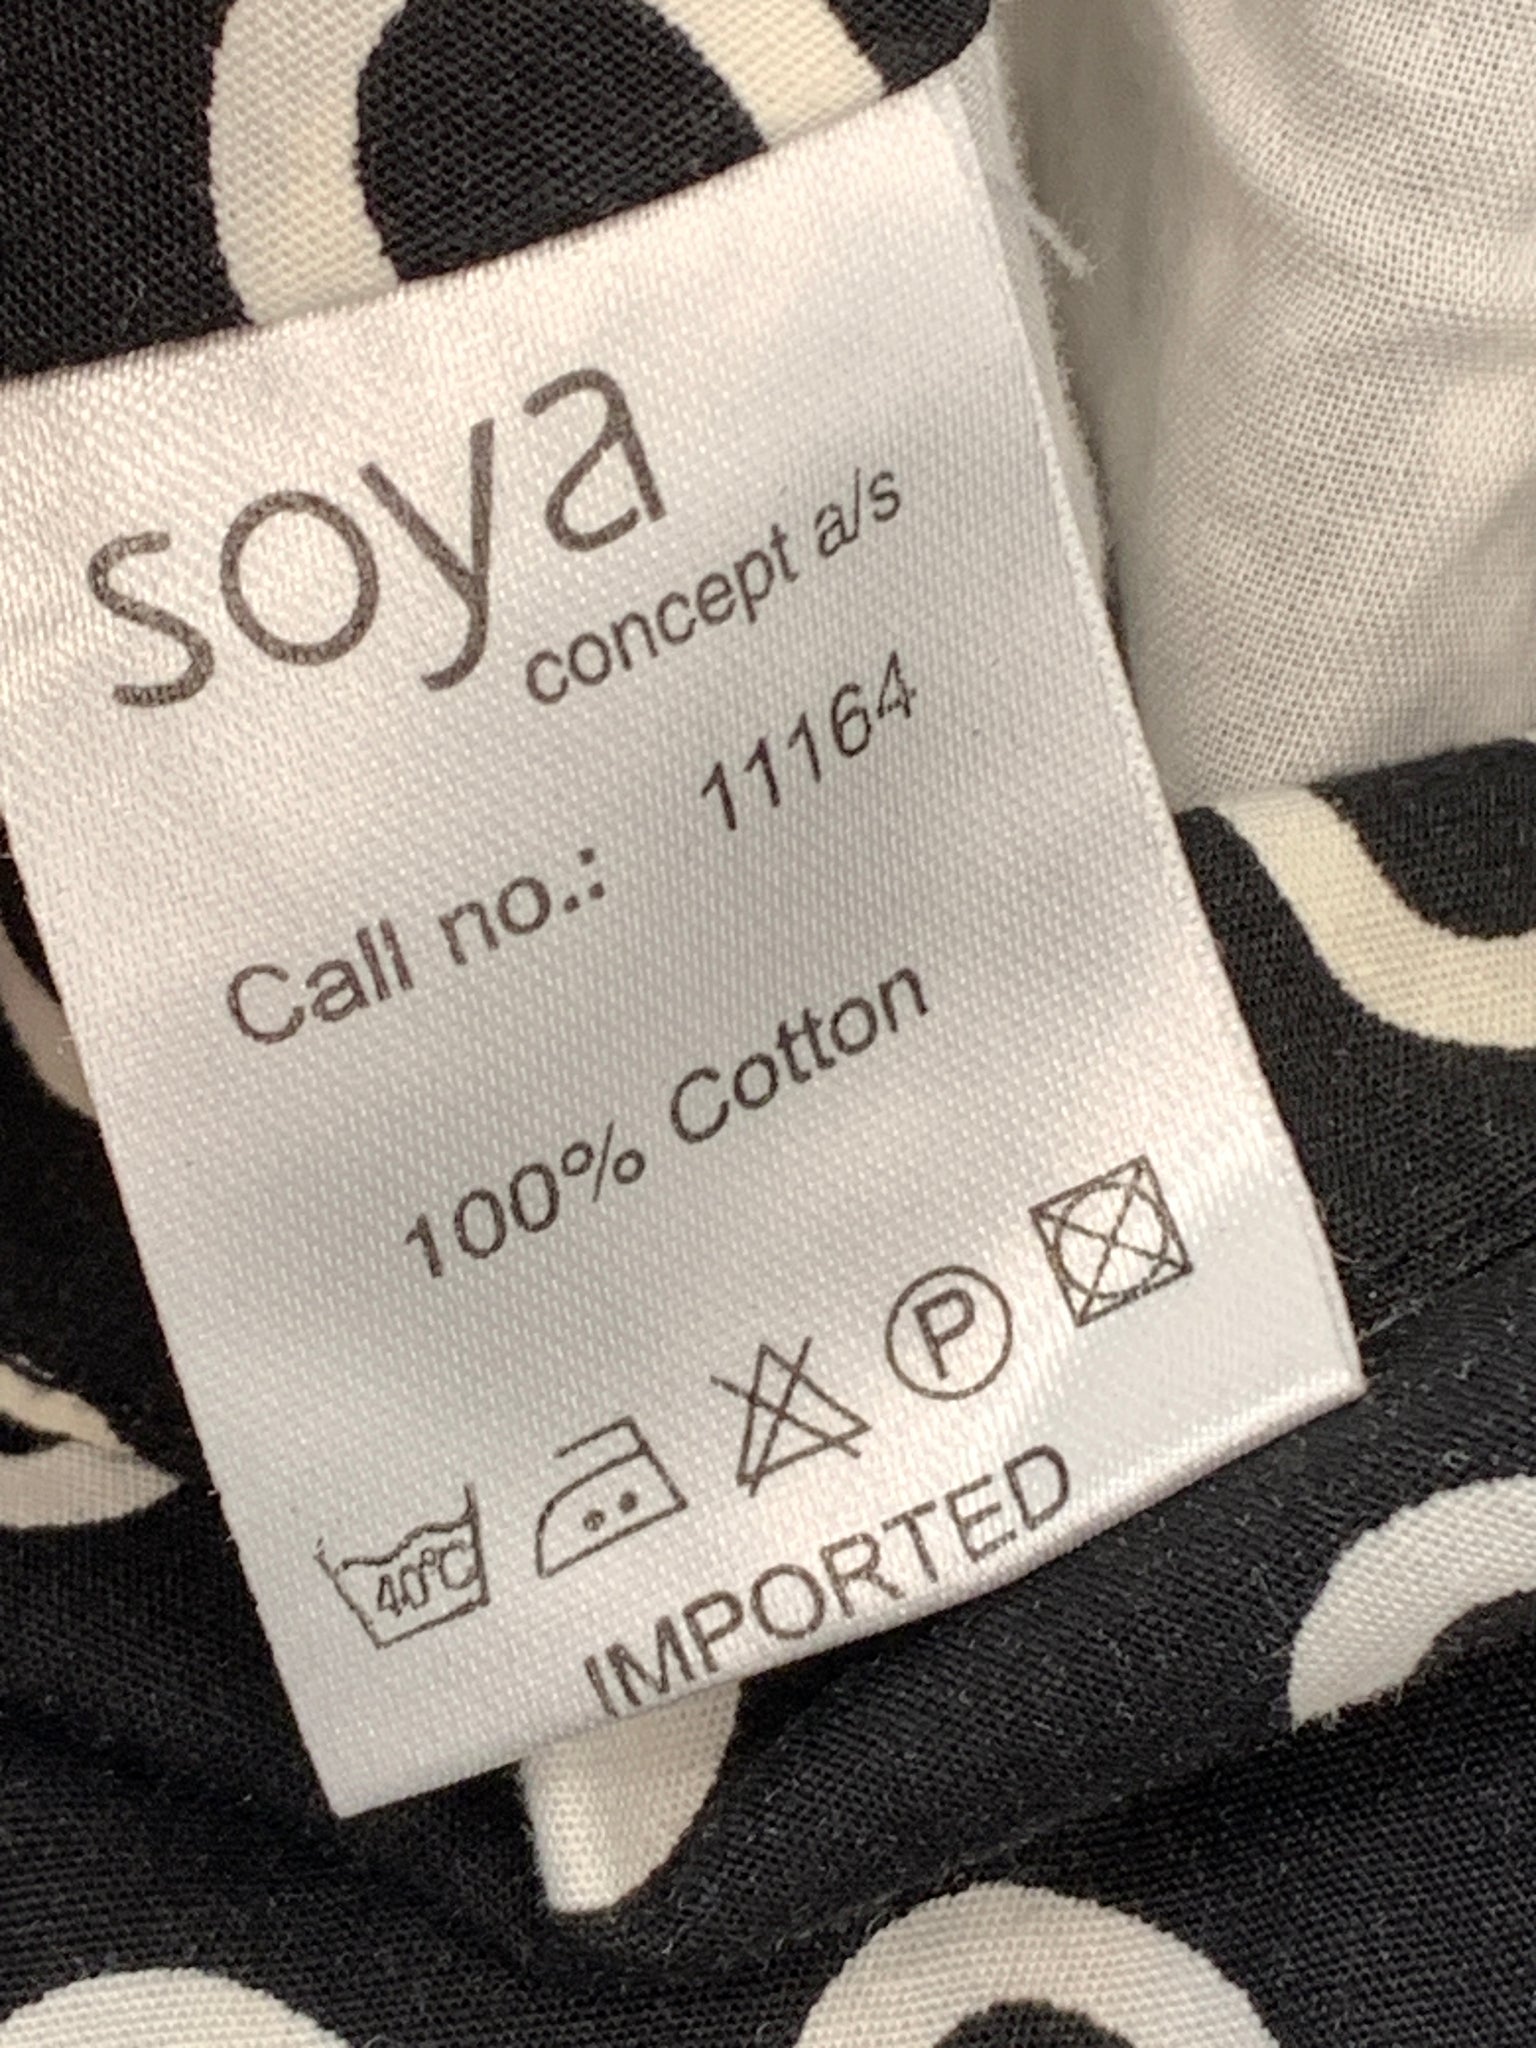 soya
concept a/s
Call no.: 11164
100% Cotton
40°C P
IMPORTED